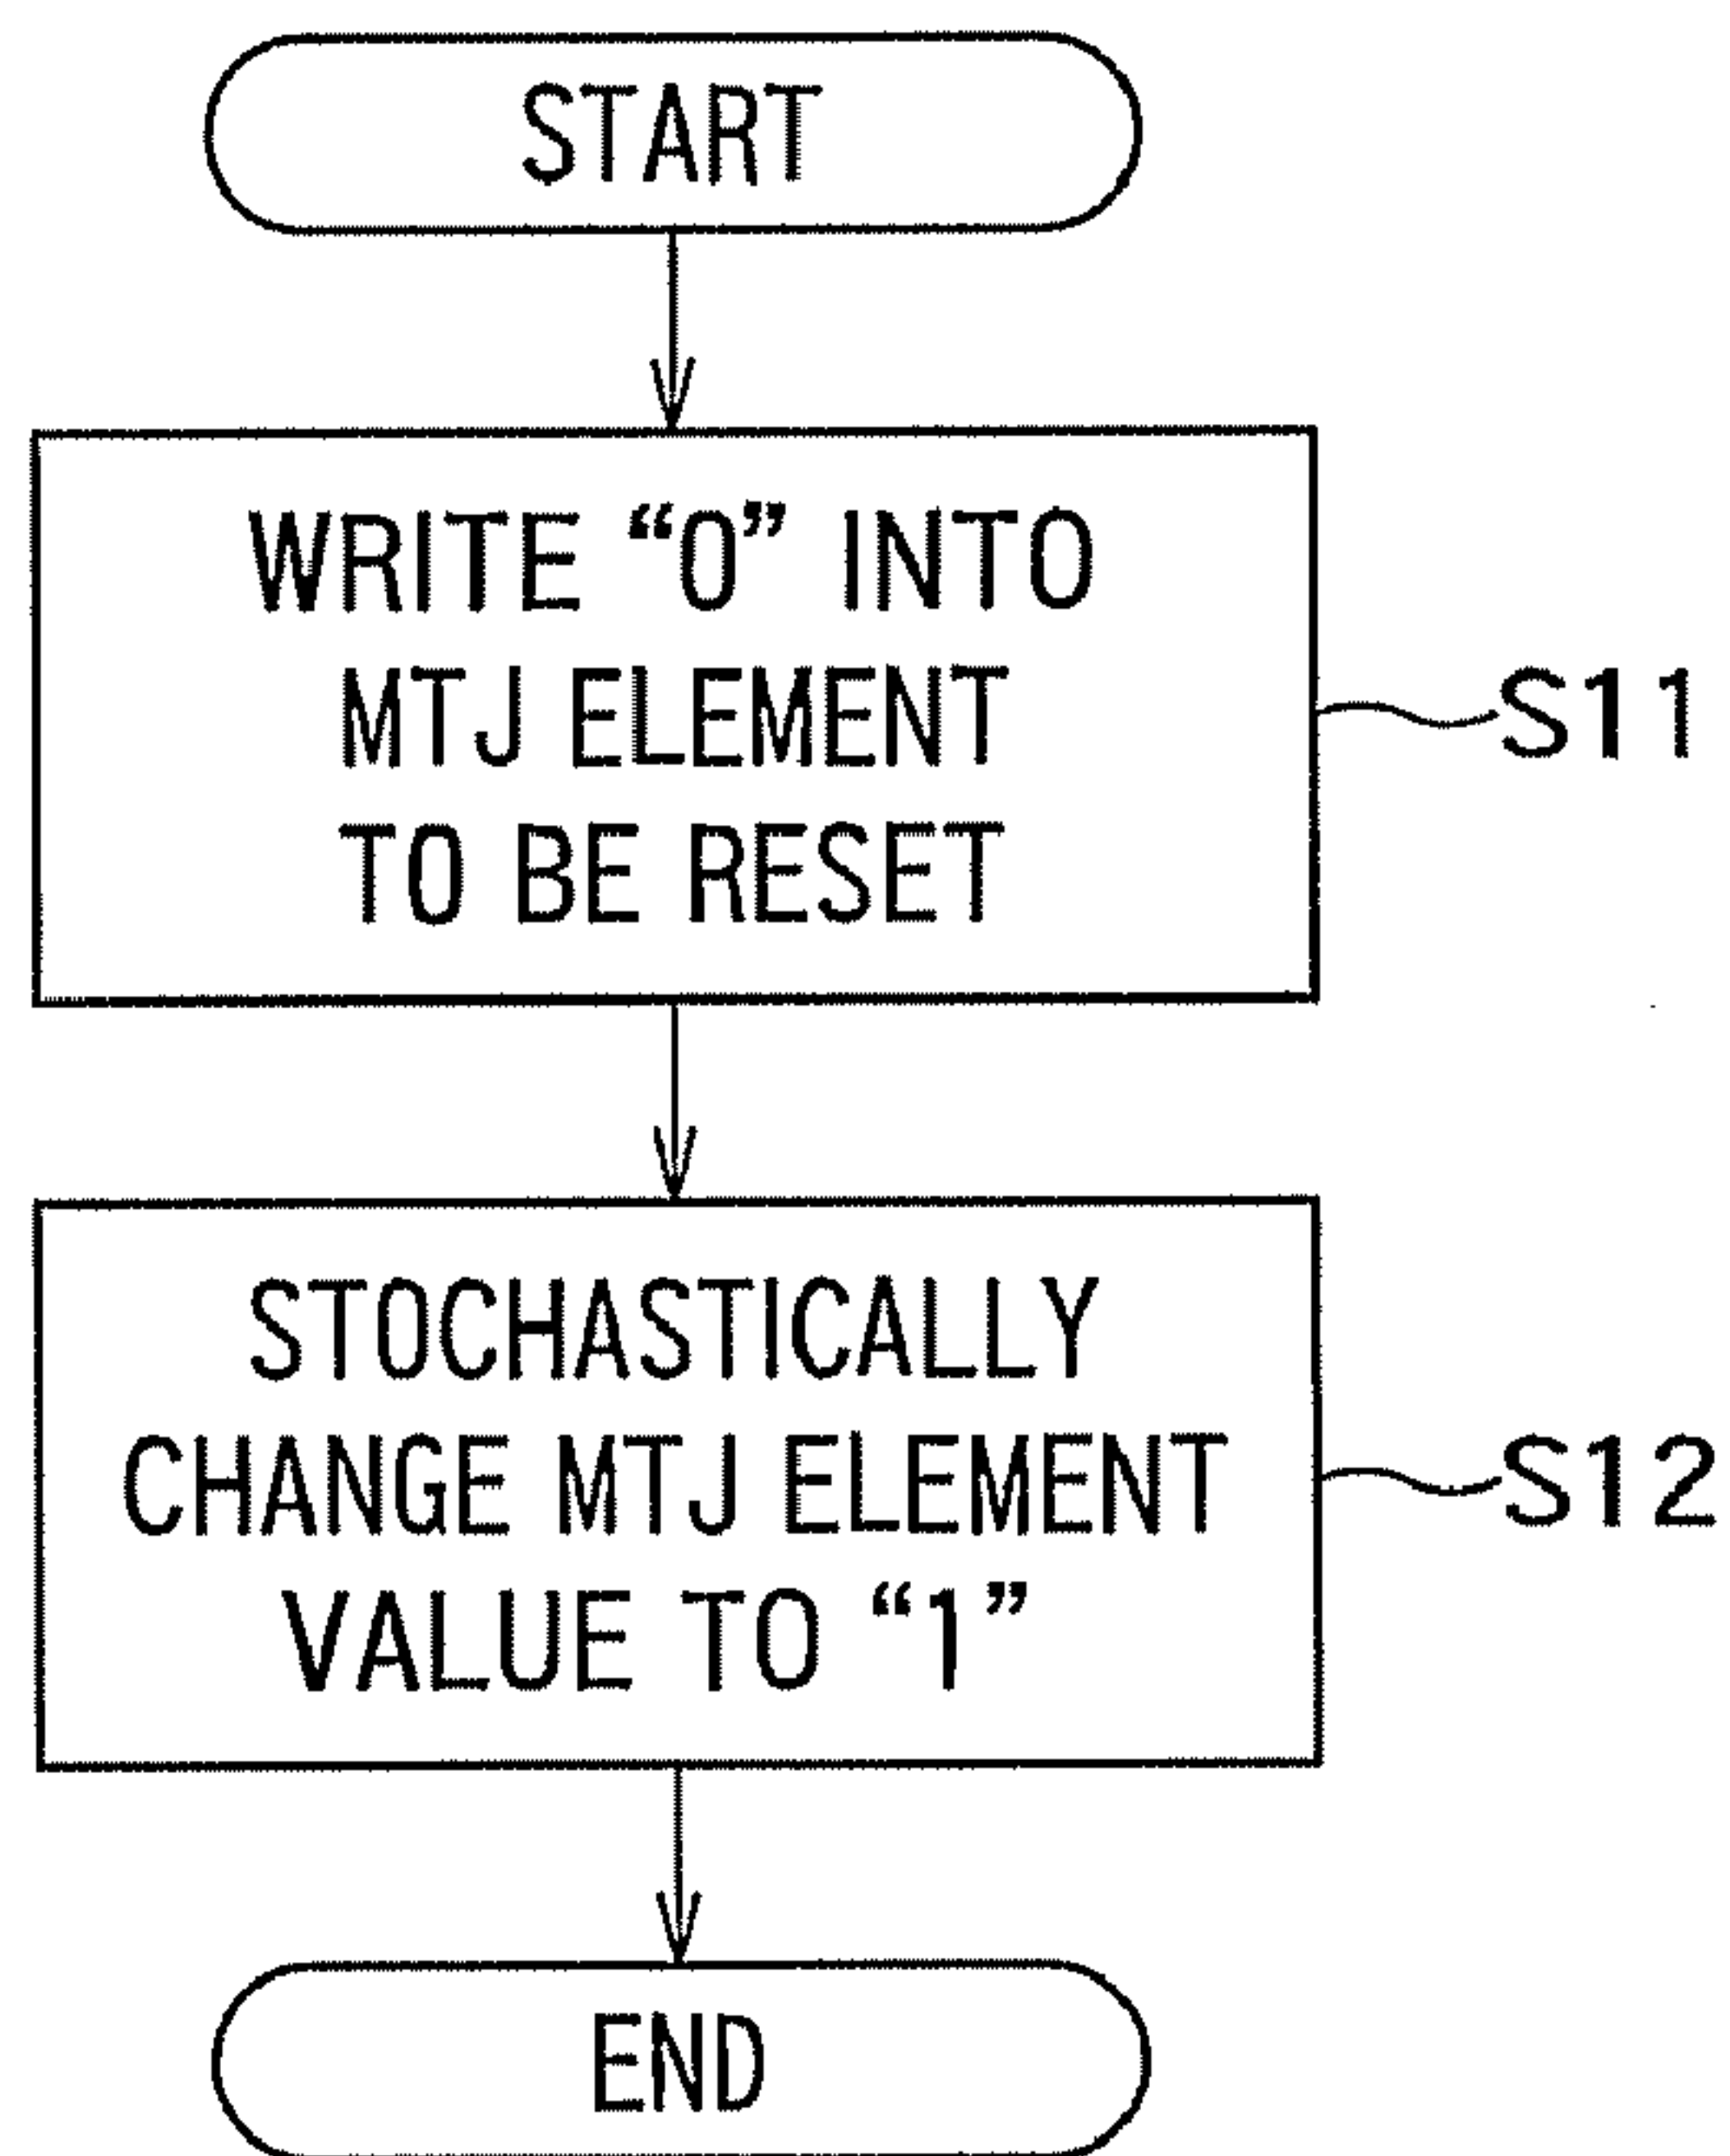 START
WRITE “0” INTO
MTJ ELEMENT
TO BE RESET
S11
STOCHASTICALLY
CHANGE MTJ ELEMENT
VALUE TO “1”
S12
END